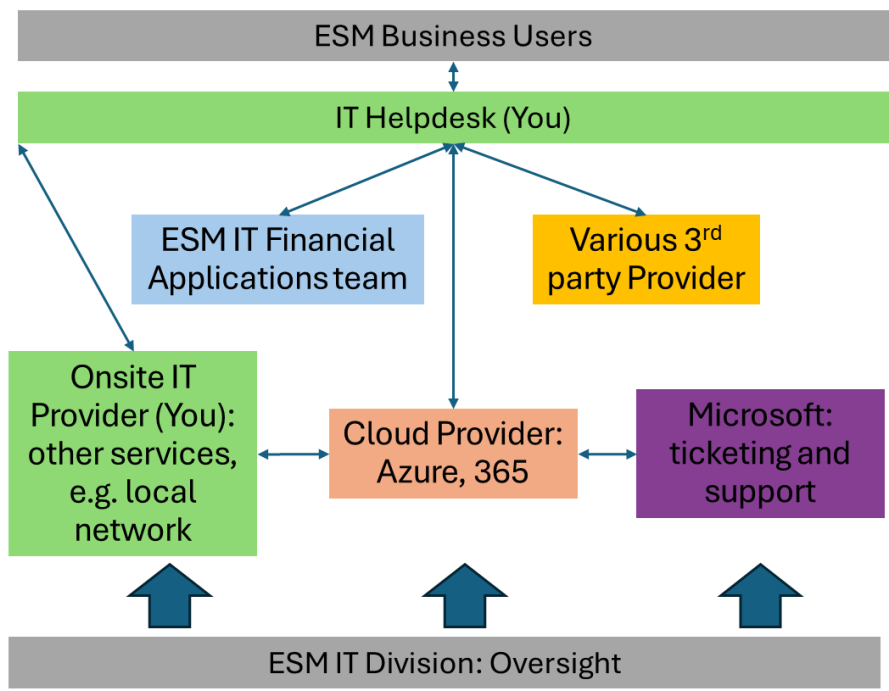 ESM Business Users
IT Helpdesk (You)
ESM IT Financial
Applications team
Various 3rd
party Provider
Onsite IT
Provider (You):
other services,
e.g. local
network
Cloud Provider:
Azure, 365
Microsoft:
ticketing and
support
ESM IT Division: Oversight